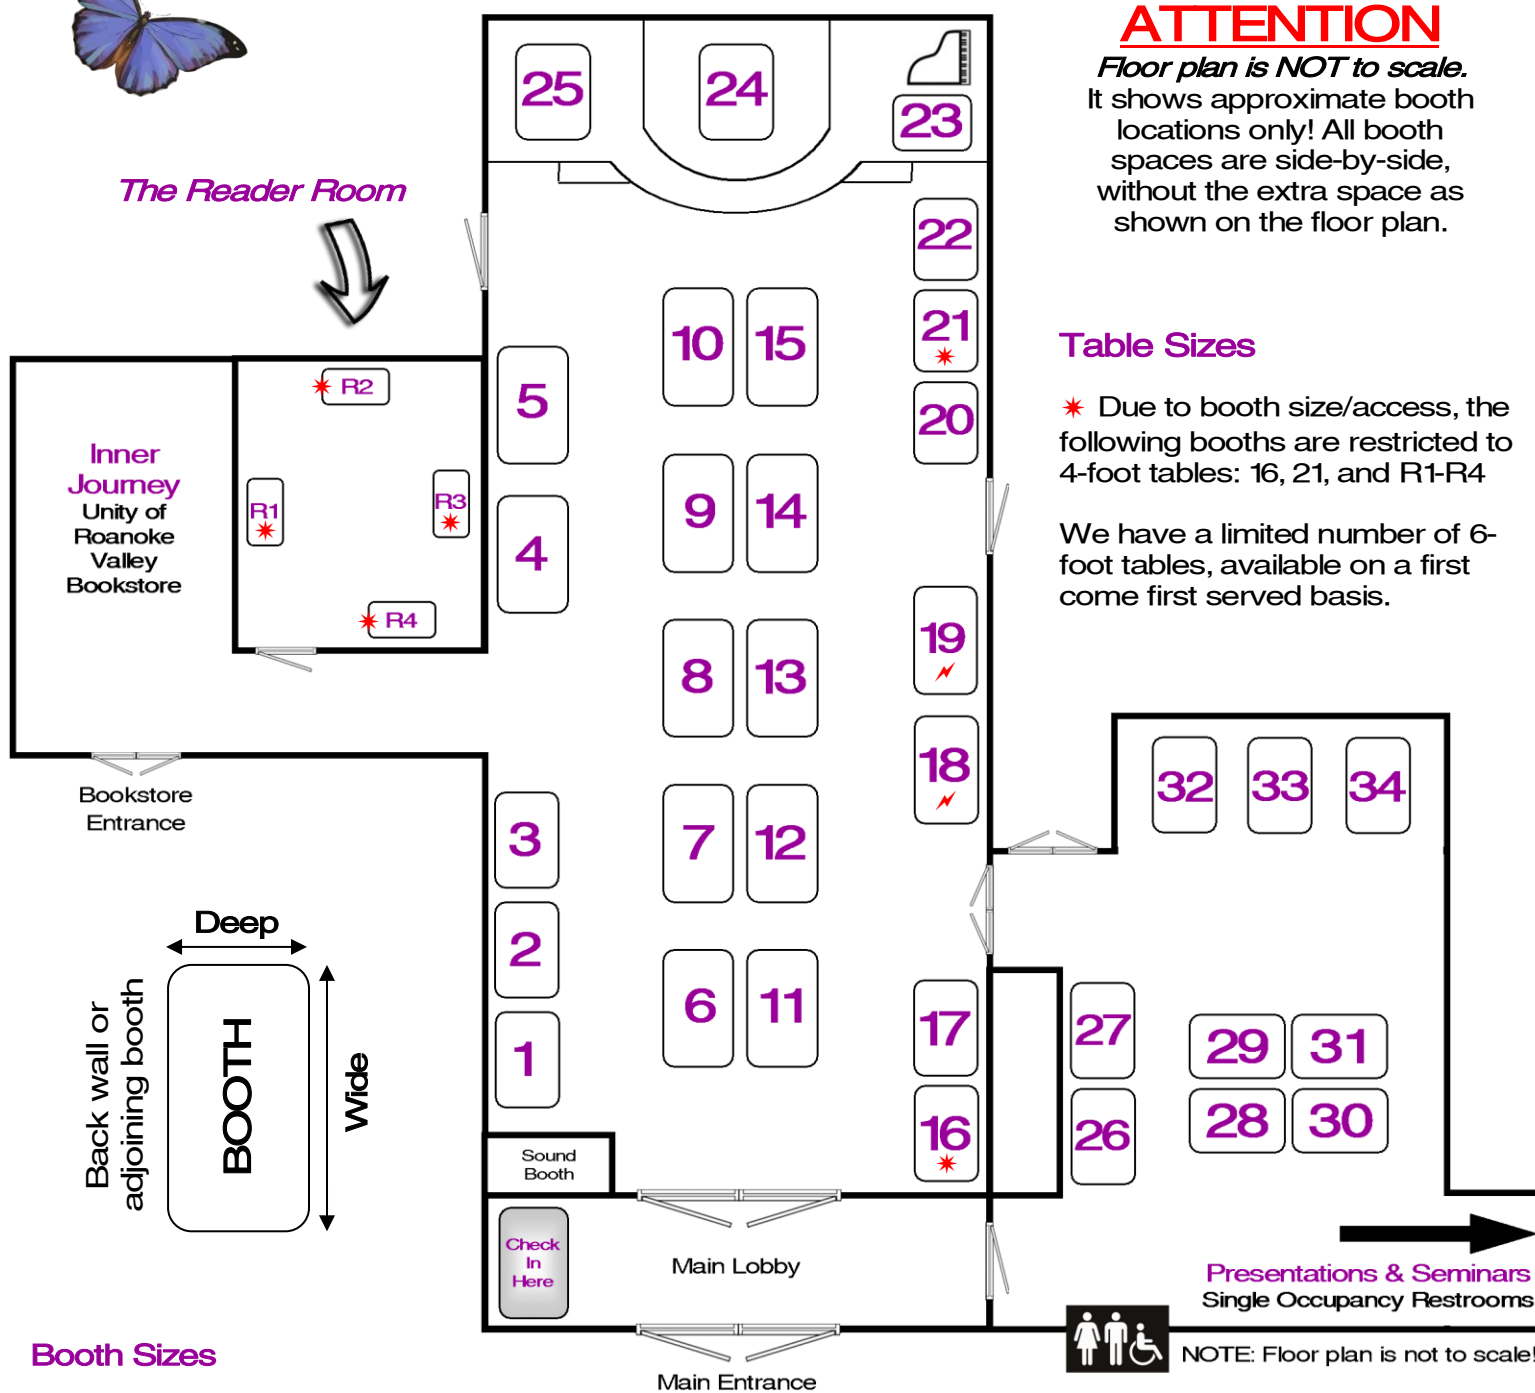 ATTENTION
Floor plan is NOT to scale.
It shows approximate booth
locations only! All booth
spaces are side-by-side,
without the extra space as
shown on the floor plan.
25
24
23
The Reader Room
22
21
20
10
15
5
9
14
4
8
13
19
18
3
7
12
2
6
11
17
1
16
R2
R1
R3
R4
Inner
Journey
Unity of
Roanoke
Valley
Bookstore
Table Sizes
Due to booth size/access, the
following booths are restricted to
4-foot tables: 16, 21, and R1-R4
We have a limited number of 6-
foot tables, available on a first
come first served basis.
32
33
34
27
29
31
26
28
30
Bookstore
Entrance
Deep
Back wall or
adjoining booth
BOOTH
Wide
Sound
Booth
Check
In
Here
Main Lobby
Presentations & Seminars
Single Occupancy Restrooms
NOTE: Floor plan is not to scale!
Booth Sizes
Main Entrance